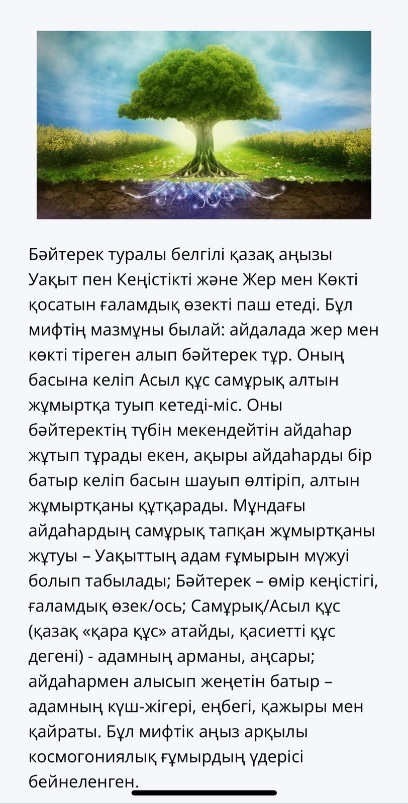 Бәйтерек туралы белгілі қазақ аңызы
Уақыт пен Кеңістікті және Жер мен Көкті
қосатын ғаламдық өзекті паш етеді. Бұл
мифтің мазмұны былай: айдалада жер мен
көкті тіреген алып бәйтерек тұр. Оның
басына келіп Асыл құс самұрық алтын
жұмыртқа туып кетеді-міс. Оны
бәйтеректің түбін мекендейтін айдаһар
жұтып тұрады екен, ақыры айдаһарды бір
батыр келіп басын шауып өлтіріп, алтын
жұмыртқаны құтқарады. Мұндағы
айдаһардың самұрық тапқан жұмыртқаны
жұтуы – Уақыттың адам ғұмырын мүжуі
болып табылады; Бәйтерек – өмір кеңістігі,
ғаламдық өзек/ось; Самұрық/Асыл құс
(қазақ «қара құс» атайды, қасиетті құс
дегені) - адамның арманы, аңсары;
айдаһармен алысып жеңетін батыр –
адамның күш-жігері, еңбегі, қажыры мен
қайраты. Бұл мифтік аңыз арқылы
космогониялық ғұмырдың үдерісі
бейнеленген.